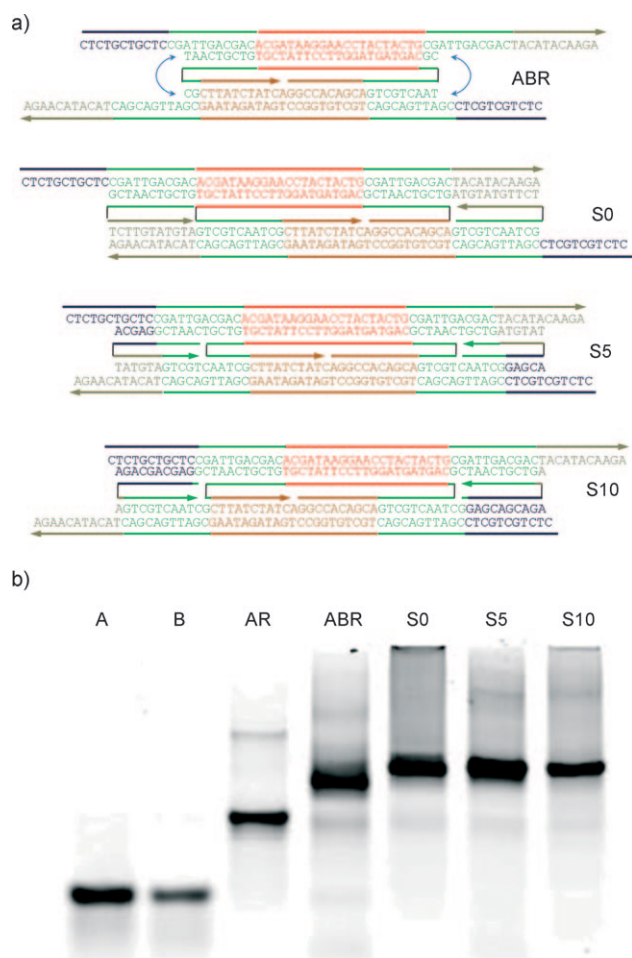 a)
CTCTGCTGCTCCGATTGACGACACGATAAGGAACCTACTACTGCGATTGACGACTACATACAAGA
TAACTGCTGTGCTATTCCTTGGATGATGACGC
ABR
CGCTTATCTATCAGGCCACAGCAGTCGTCAAT
AGAACATACATCAGCAGTTAGCGAATAGATAGTCCGGTGTCGTCAGCAGTTAGCCTCGTCGTCTC
CTCTGCTGCTCCGATTGACGACACGATAAGGAACCTACTACTGCGATTGACGACTACATACAAGA
GCTAACTGCTGTGCTATTCCTTGGATGATGACGCTAACTGCTGATGTATGTTCT
S0
TCTTGTATGTAGTCGTCAATCGCTTATCTATCAGGCCACAGCAGTCGTCAATCG
AGAACATACATCAGCAGTTAGCGAATAGATAGTCCGGTGTCGTCAGCAGTTAGCCTCGTCGTCTC
CTCTGCTGCTCCGATTGACGACACGATAAGGAACCTACTACTGCGATTGACGACTACATACAAGA
ACGAGGCTAACTGCTGTGCTATTCCTTGGATGATGACGCTAACTGCTGATGTAT
S5
TATGTAGTCGTCAATCGCTTATCTATCAGGCCACAGCAGTCGTCAATCGGAGCA
AGAACATACATCAGCAGTTAGCGAATAGATAGTCCGGTGTCGTCAGCAGTTAGCCTCGTCGTCTC
CTCTGCTGCTCCGATTGACGACACGATAAGGAACCTACTACTGCGATTGACGACTACATACAAGA
AGACGACGAGGCTAACTGCTGTGCTATTCCTTGGATGATGACGCTAACTGCTGA
S10
AGTCGTCAATCGCTTATCTATCAGGCCACAGCAGTCGTCAATCGGAGCAGCAGA
AGAACATACATCAGCAGTTAGCGAATAGATAGTCCGGTGTCGTCAGCAGTTAGCCTCGTCGTCTC
b)
A B AR ABR S0 S5 S10